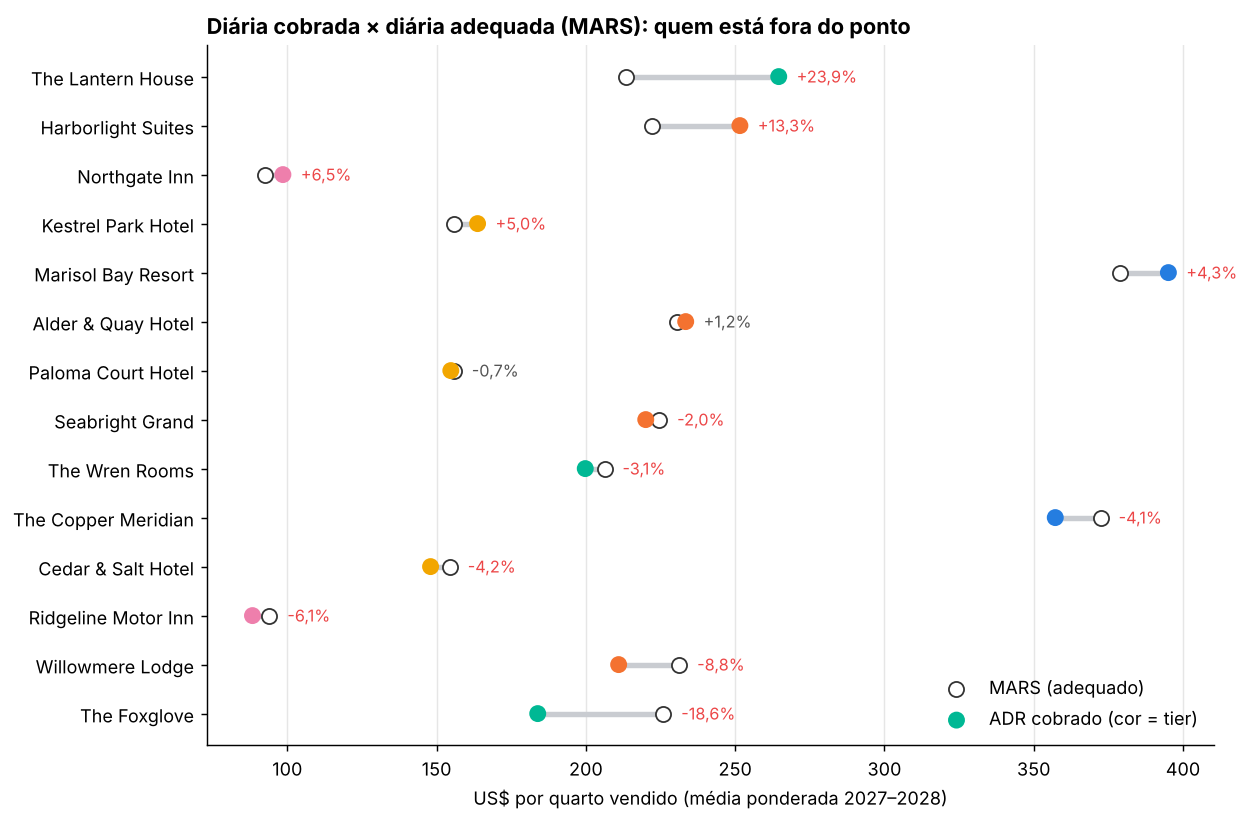 Diária cobrada × diária adequada (MARS): quem está fora do ponto
The Lantern House +23,9%
Harborlight Suites +13,3%
Northgate Inn +6,5%
Kestrel Park Hotel +5,0%
Marisol Bay Resort +4,3%
Alder & Quay Hotel +1,2%
Paloma Court Hotel -0,7%
Seabright Grand -2,0%
The Wren Rooms -3,1%
The Copper Meridian -4,1%
Cedar & Salt Hotel -4,2%
Ridgeline Motor Inn -6,1%
Willowmere Lodge -8,8%
The Foxglove -18,6%
MARS (adequado)
ADR cobrado (cor = tier)
100 150 200 250 300 350 400
US$ por quarto vendido (média ponderada 2027–2028)